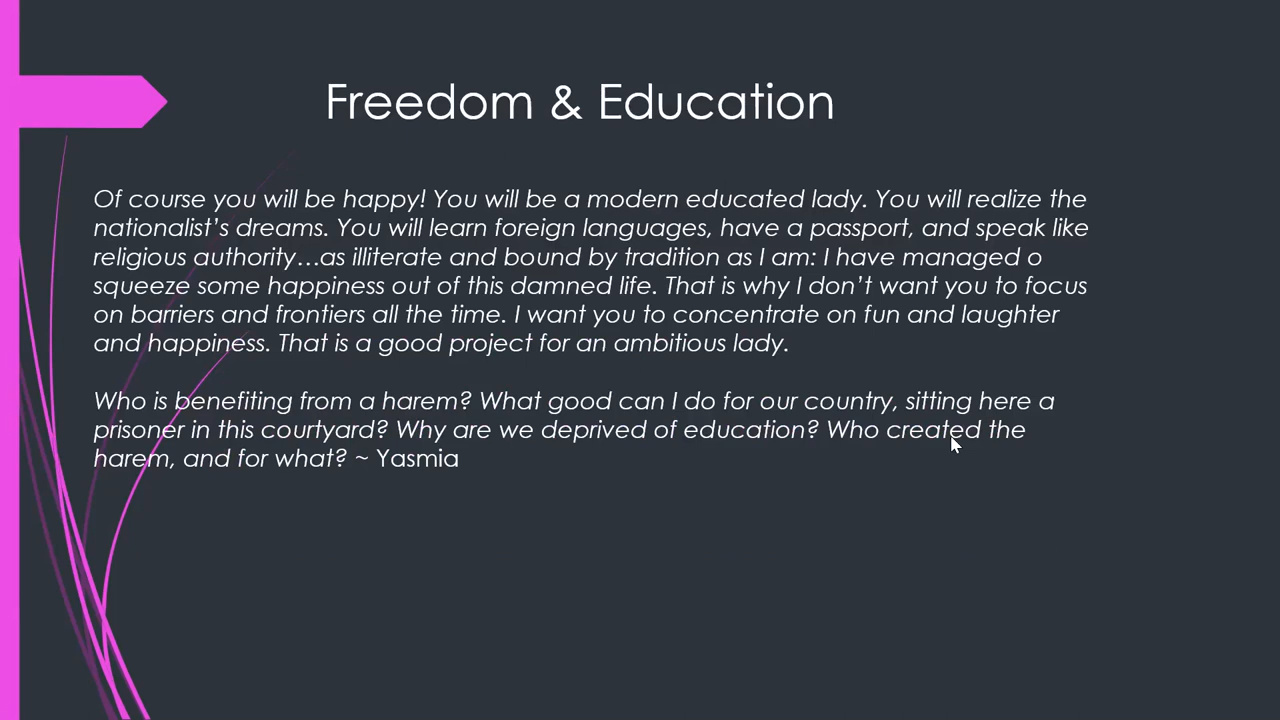 Freedom & Education
Of course you will be happy! You will be a modern educated lady. You will realize the
nationalist’s dreams. You will learn foreign languages, have a passport, and speak like
religious authority…as illiterate and bound by tradition as I am: I have managed o
squeeze some happiness out of this damned life. That is why I don’t want you to focus
on barriers and frontiers all the time. I want you to concentrate on fun and laughter
and happiness. That is a good project for an ambitious lady.
Who is benefiting from a harem? What good can I do for our country, sitting here a
prisoner in this courtyard? Why are we deprived of education? Who created the
harem, and for what? ~ Yasmia